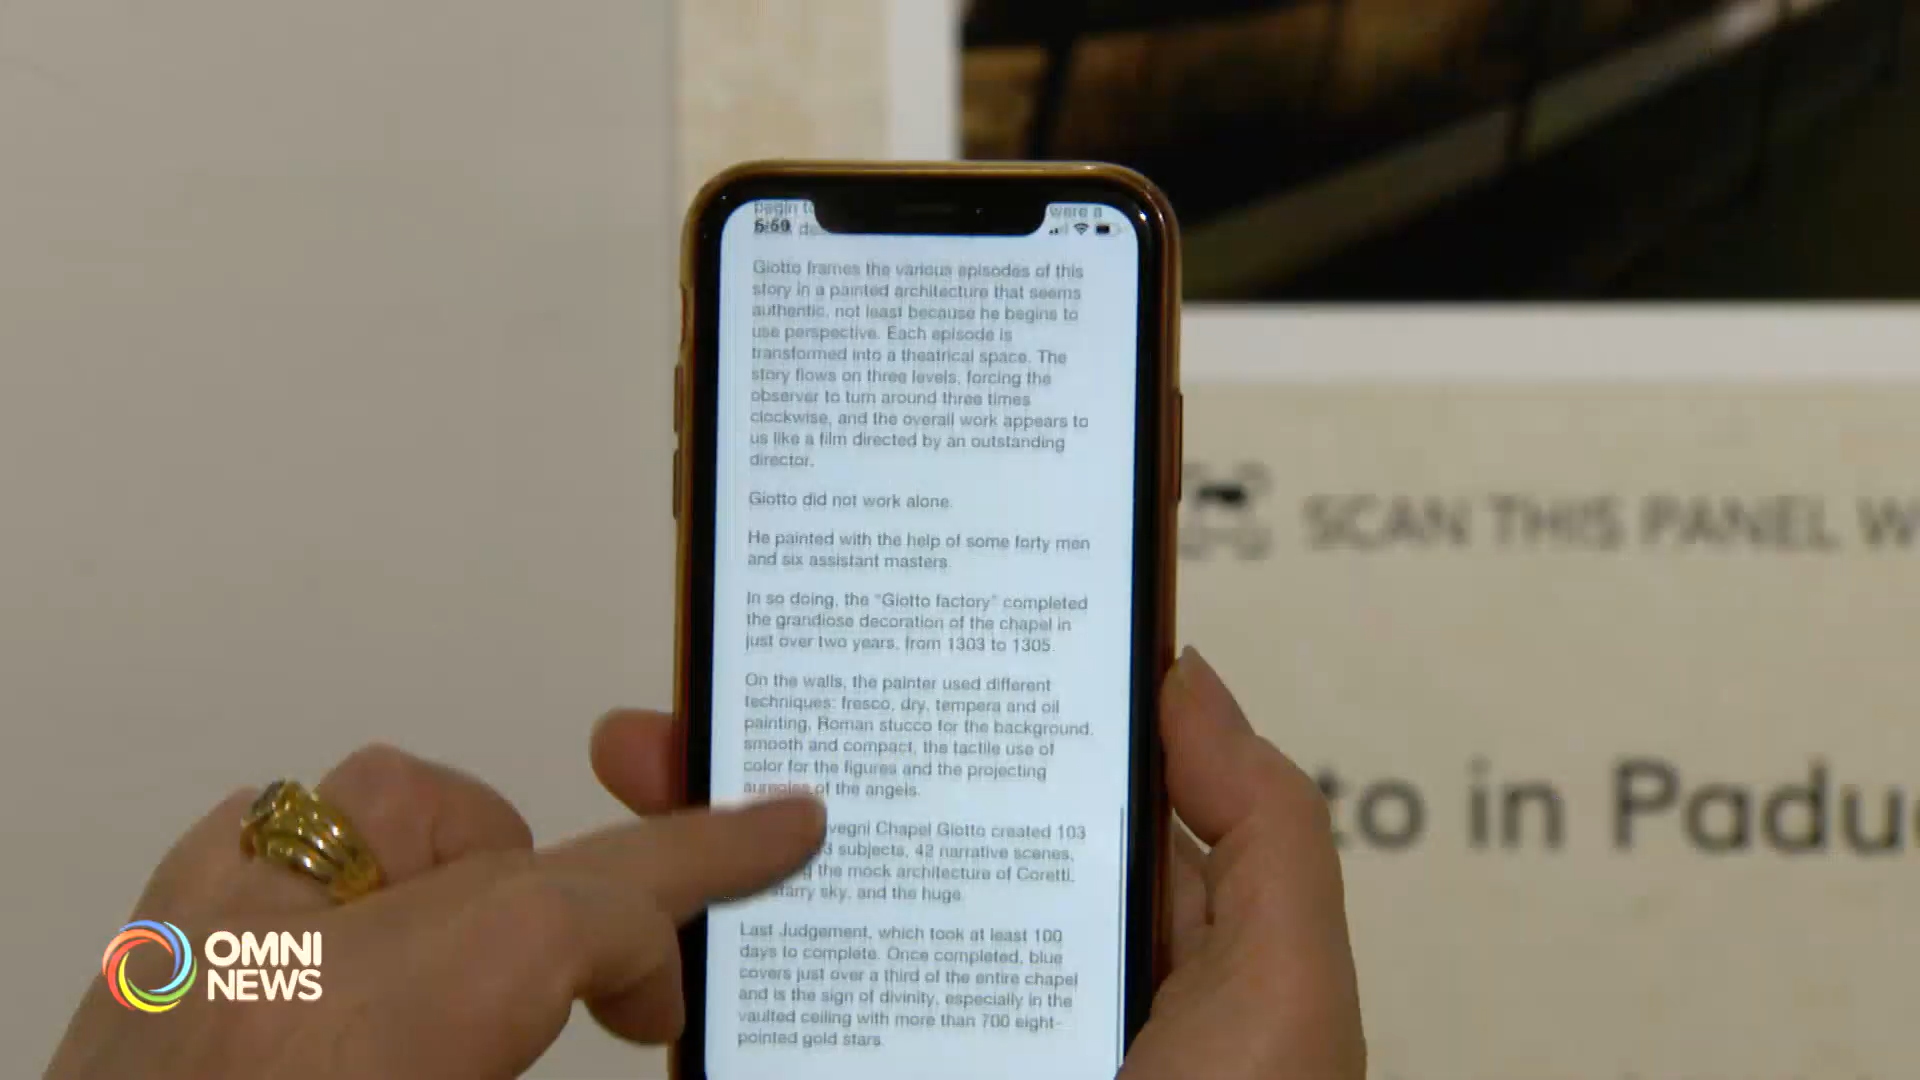 begin to were a
6:50
Giotto frames the various episodes of this
story in a painted architecture that seems
authentic, not least because he begins to
use perspective. Each episode is
transformed into a theatrical space. The
story flows on three levels, forcing the
observer to turn around three times
clockwise, and the overall work appears to
us like a film directed by an outstanding
director.
Giotto did not work alone.
He painted with the help of some forty men
and six assistant masters.
In so doing, the "Giotto factory" completed
the grandiose decoration of the chapel in
just over two years, from 1303 to 1305.
On the walls, the painter used different
techniques: fresco, dry, tempera and oil
painting, Roman stucco for the background,
smooth and compact, the tactile use of
color for the figures and the projecting
aureoles of the angels.
vegni Chapel Giotto created 103
3 subjects, 42 narrative scenes,
the mock architecture of Coretti,
starry sky, and the huge.
Last Judgement, which took at least 100
days to complete. Once completed, blue
covers just over a third of the entire chapel
and is the sign of divinity, especially in the
vaulted ceiling with more than 700 eight-
pointed gold stars.
SCAN THIS PANEL W
to in Padu
OMNI
NEWS